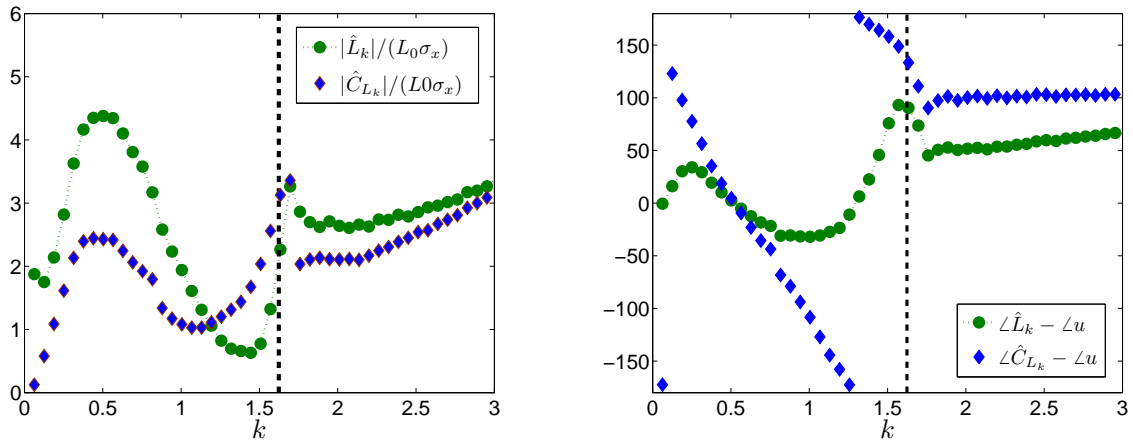 6
5
4
3
2
1
0
0 0.5 1 1.5 2 2.5 3
k
|L̂_k|/(L_0σ_x)
|Ĉ_{L_k}|/(L0σ_x)
150
100
50
0
−50
−100
−150
0 0.5 1 1.5 2 2.5 3
k
∠L̂_k − ∠u
∠Ĉ_{L_k} − ∠u